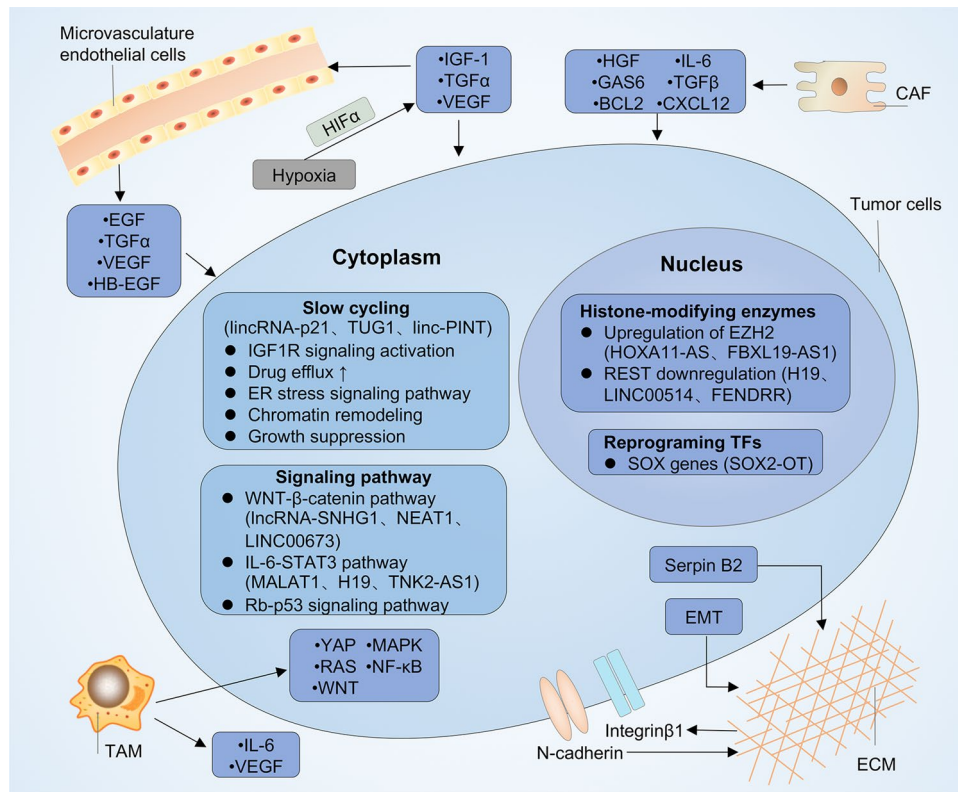 Microvasculature
endothelial cells
•IGF-1
•TGFα
•VEGF
HIFα
Hypoxia
•HGF •IL-6
•GAS6 •TGFβ
•BCL2 •CXCL12
CAF
•EGF
•TGFα
•VEGF
•HB-EGF
Tumor cells
Cytoplasm
Slow cycling
(lincRNA-p21、TUG1、linc-PINT)
● IGF1R signaling activation
● Drug efflux ↑
● ER stress signaling pathway
● Chromatin remodeling
● Growth suppression
Signaling pathway
● WNT-β-catenin pathway
(lncRNA-SNHG1、NEAT1、
LINC00673)
● IL-6-STAT3 pathway
(MALAT1、H19、TNK2-AS1)
● Rb-p53 signaling pathway
Nucleus
Histone-modifying enzymes
● Upregulation of EZH2
(HOXA11-AS、FBXL19-AS1)
● REST downregulation (H19、
LINC00514、FENDRR)
Reprograming TFs
● SOX genes (SOX2-OT)
Serpin B2
EMT
•YAP •MAPK
•RAS •NF-κB
•WNT
TAM
•IL-6
•VEGF
Integrinβ1
N-cadherin
ECM